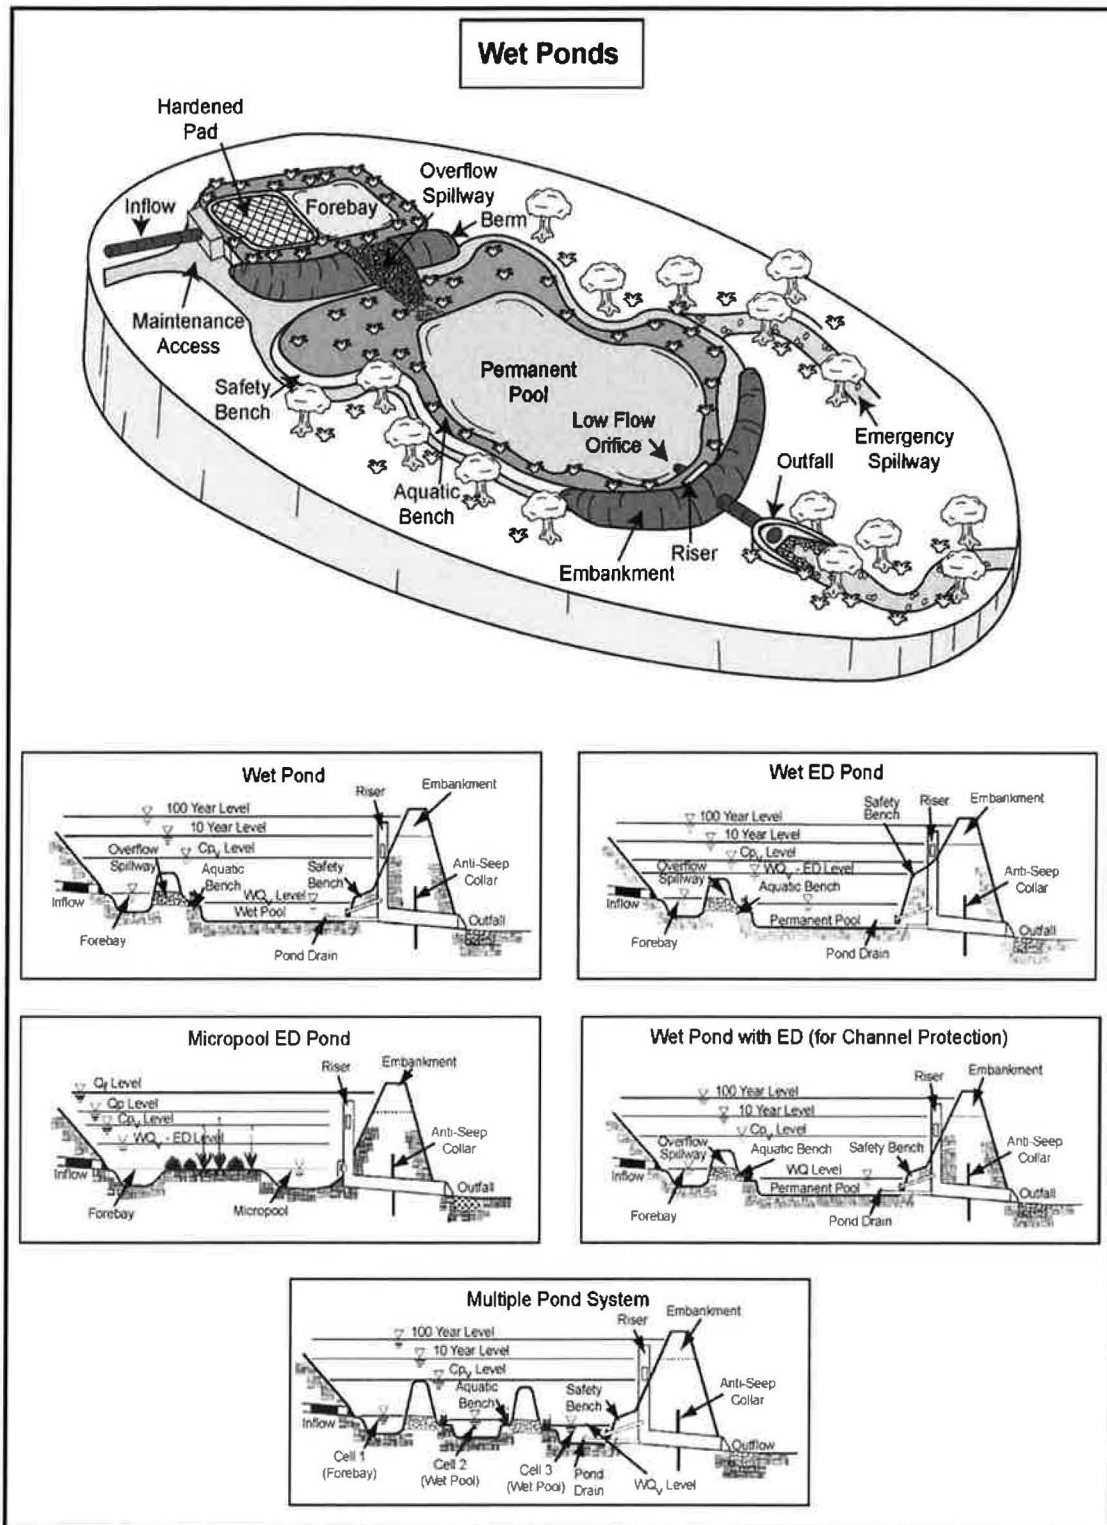 Wet Ponds
Hardened
Pad
Overflow
Spillway
Inflow
Forebay
Berm
Maintenance
Access
Safety
Bench
Permanent
Pool
Low Flow
Orifice
Emergency
Spillway
Outfall
Aquatic
Bench
Riser
Embankment
Wet Pond
Embankment
Riser
100 Year Level
10 Year Level
Overflow
Spillway
Cpv Level
Aquatic
Bench
Safety
Bench
Anti-Seep
Collar
WQv Level
Inflow
Wet Pool
Outfall
Forebay
Pond Drain
Wet ED Pond
Safety
Bench
Riser
Embankment
100 Year Level
10 Year Level
Cpv Level
WQv - ED Level
Overflow
Spillway
Aquatic Bench
Anti-Seep
Collar
Inflow
Permanent Pool
Outfall
Forebay
Pond Drain
Micropool ED Pond
Embankment
Riser
Qf Level
Qp Level
Cpv Level
WQv - ED Level
Anti-Seep
Collar
Inflow
Outfall
Forebay
Micropool
Wet Pond with ED (for Channel Protection)
Embankment
Riser
100 Year Level
10 Year Level
Cpv Level
Overflow
Spillway
Aquatic Bench
Safety Bench
Anti-Seep
Collar
Inflow
WQ Level
Permanent Pool
Outfall
Forebay
Pond Drain
Multiple Pond System
Embankment
Riser
100 Year Level
10 Year Level
Cpv Level
Aquatic
Bench
Safety
Bench
Anti-Seep
Collar
Inflow
Outflow
Cell 1
(Forebay)
Cell 2
(Wet Pool)
Cell 3
(Wet Pool)
Pond
Drain
WQv Level